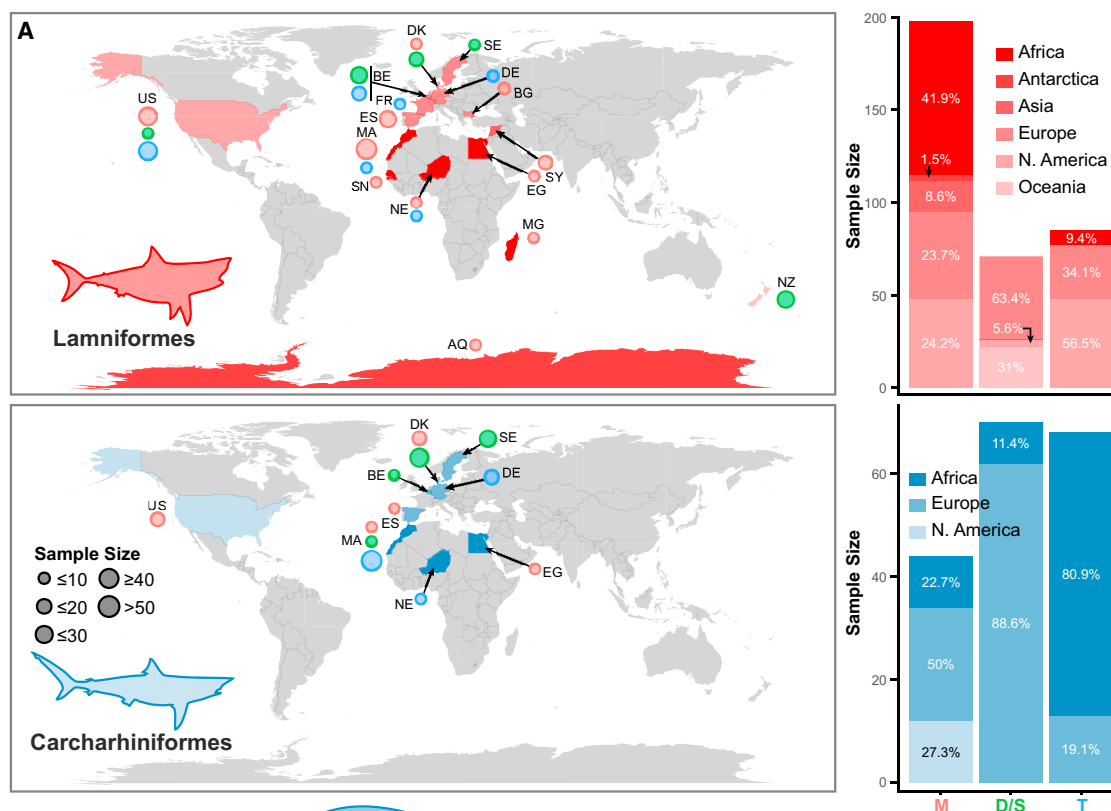 A
DK
SE
BE
DE
FR
BG
US
ES
MA
SN
SY
EG
NE
MG
NZ
AQ
Lamniformes
200
150
100
50
0
Sample Size
41.9%
1.5%
8.6%
23.7%
24.2%
63.4%
5.6%
31%
9.4%
34.1%
56.5%
Africa
Antarctica
Asia
Europe
N. America
Oceania
DK
SE
BE
DE
US
ES
MA
EG
NE
Sample Size
≤10 ≥40
≤20 >50
≤30
Carcharhiniformes
60
40
20
0
Sample Size
Africa
Europe
N. America
22.7%
50%
27.3%
11.4%
88.6%
80.9%
19.1%
M D/S T